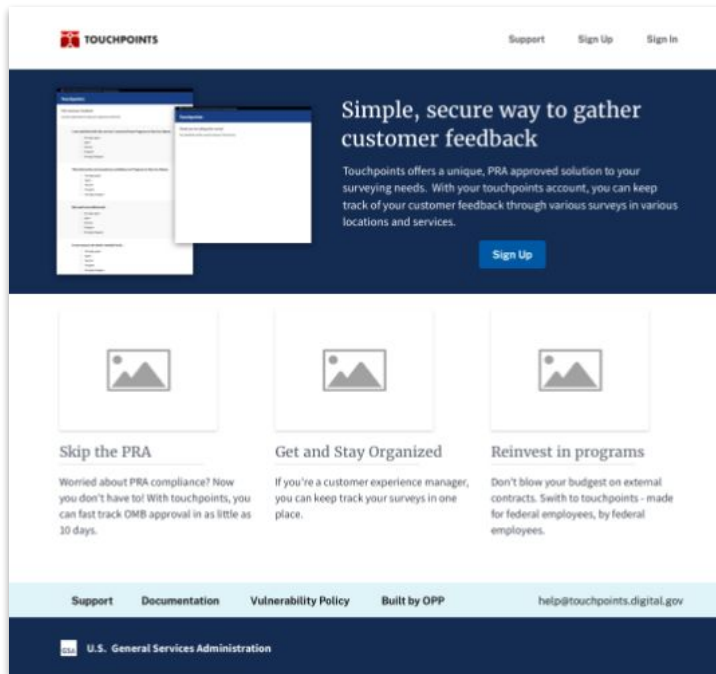 TOUCHPOINTS
Support Sign Up Sign In
Touchpoints
Touchpoints
Simple, secure way to gather
customer feedback
Touchpoints offers a unique, PRA approved solution to your
surveying needs. With your touchpoints account, you can keep
track of your customer feedback through various surveys in various
locations and services.
Sign Up
Skip the PRA
Worried about PRA compliance? Now
you don't have to! With touchpoints, you
can fast track OMB approval in as little as
10 days.
Get and Stay Organized
If you're a customer experience manager,
you can keep track your surveys in one
place.
Reinvest in programs
Don't blow your budgest on external
contracts. Swith to touchpoints - made
for federal employees, by federal
employees.
Support Documentation Vulnerability Policy Built by OPP help@touchpoints.digital.gov
GSA U.S. General Services Administration